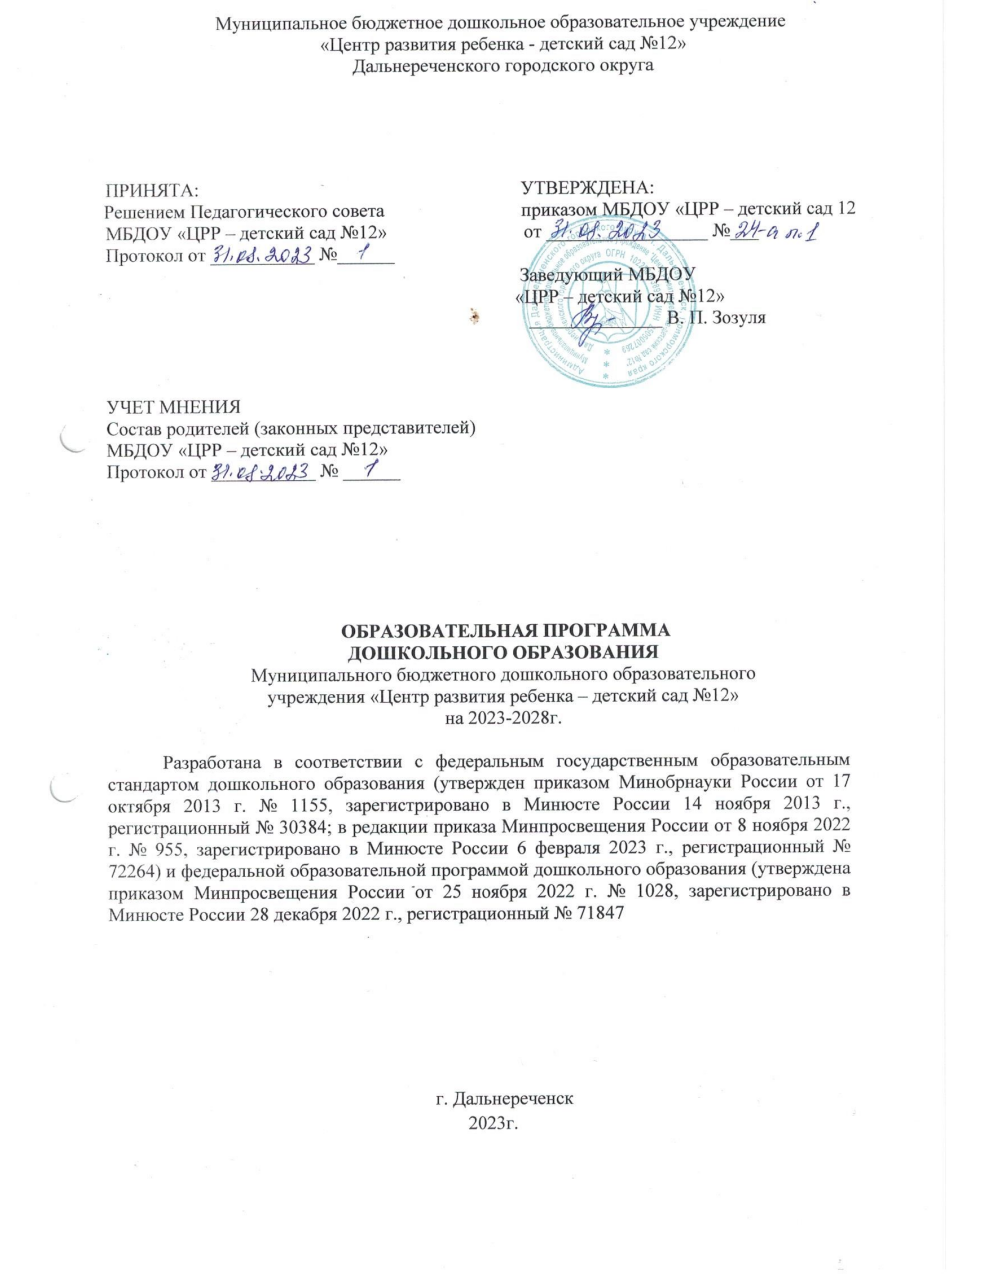 Муниципальное бюджетное дошкольное образовательное учреждение
«Центр развития ребенка - детский сад №12»
Дальнереченского городского округа
ПРИНЯТА:
Решением Педагогического совета
МБДОУ «ЦРР – детский сад №12»
Протокол от 31.08.2023 № 1
УТВЕРЖДЕНА:
приказом МБДОУ «ЦРР – детский сад 12
от 31.08.2023 № 24-а п.1
Заведующий МБДОУ
«ЦРР – детский сад №12»
В. П. Зозуля
УЧЕТ МНЕНИЯ
Состав родителей (законных представителей)
МБДОУ «ЦРР – детский сад №12»
Протокол от 31.08.2023 № 1
ОБРАЗОВАТЕЛЬНАЯ ПРОГРАММА
ДОШКОЛЬНОГО ОБРАЗОВАНИЯ
Муниципального бюджетного дошкольного образовательного
учреждения «Центр развития ребенка – детский сад №12»
на 2023-2028г.
Разработана в соответствии с федеральным государственным образовательным
стандартом дошкольного образования (утвержден приказом Минобрнауки России от 17
октября 2013 г. № 1155, зарегистрировано в Минюсте России 14 ноября 2013 г.,
регистрационный № 30384; в редакции приказа Минпросвещения России от 8 ноября 2022
г. № 955, зарегистрировано в Минюсте России 6 февраля 2023 г., регистрационный №
72264) и федеральной образовательной программой дошкольного образования (утверждена
приказом Минпросвещения России от 25 ноября 2022 г. № 1028, зарегистрировано в
Минюсте России 28 декабря 2022 г., регистрационный № 71847
г. Дальнереченск
2023г.